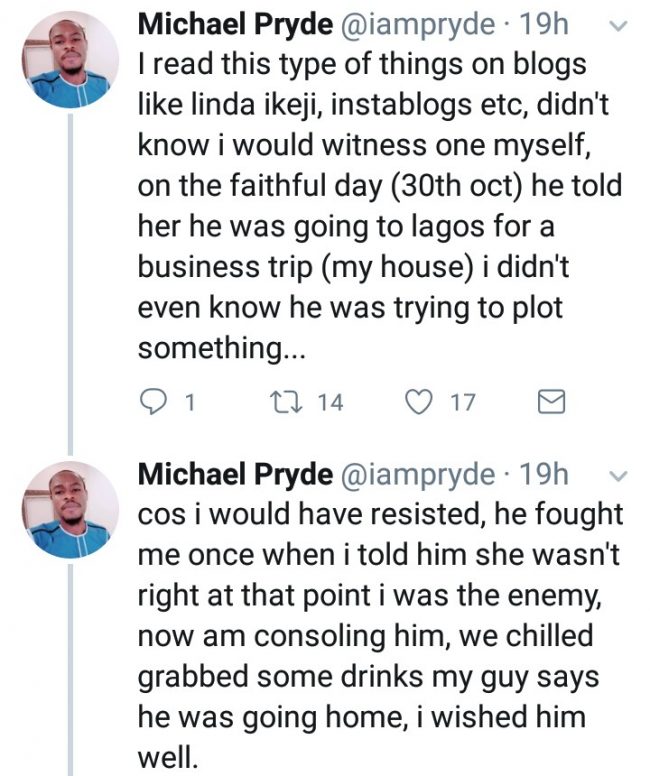 Michael Pryde @iampryde · 19h
I read this type of things on blogs
like linda ikeji, instablogs etc, didn't
know i would witness one myself,
on the faithful day (30th oct) he told
her he was going to lagos for a
business trip (my house) i didn't
even know he was trying to plot
something...
1 14 17
Michael Pryde @iampryde · 19h
cos i would have resisted, he fought
me once when i told him she wasn't
right at that point i was the enemy,
now am consoling him, we chilled
grabbed some drinks my guy says
he was going home, i wished him
well.